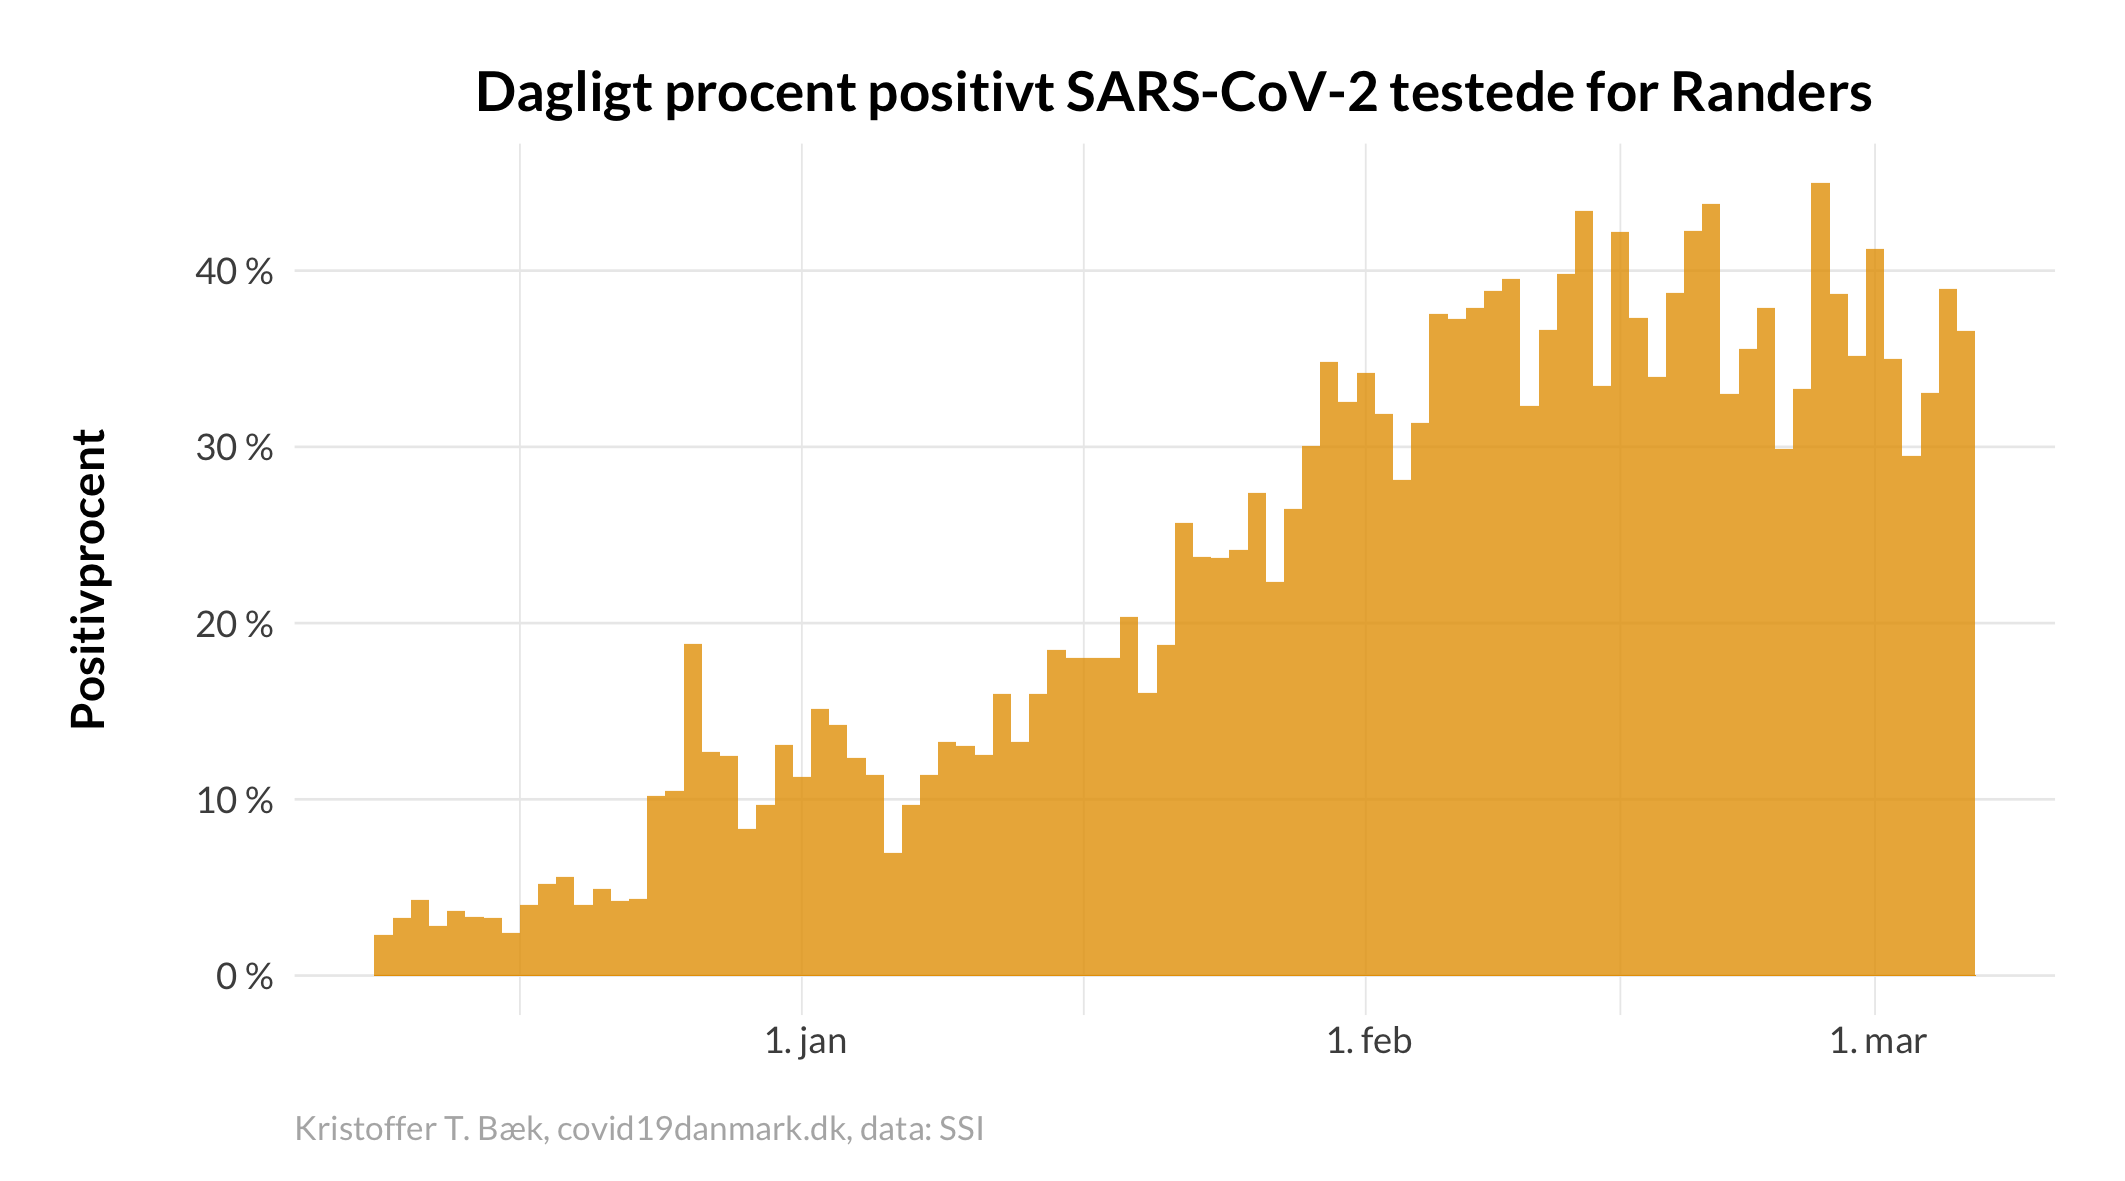 Dagligt procent positivt SARS-CoV-2 testede for Randers
Positivprocent
40 %
30 %
20 %
10 %
0 %
1. jan
1. feb
1. mar
Kristoffer T. Bæk, covid19danmark.dk, data: SSI